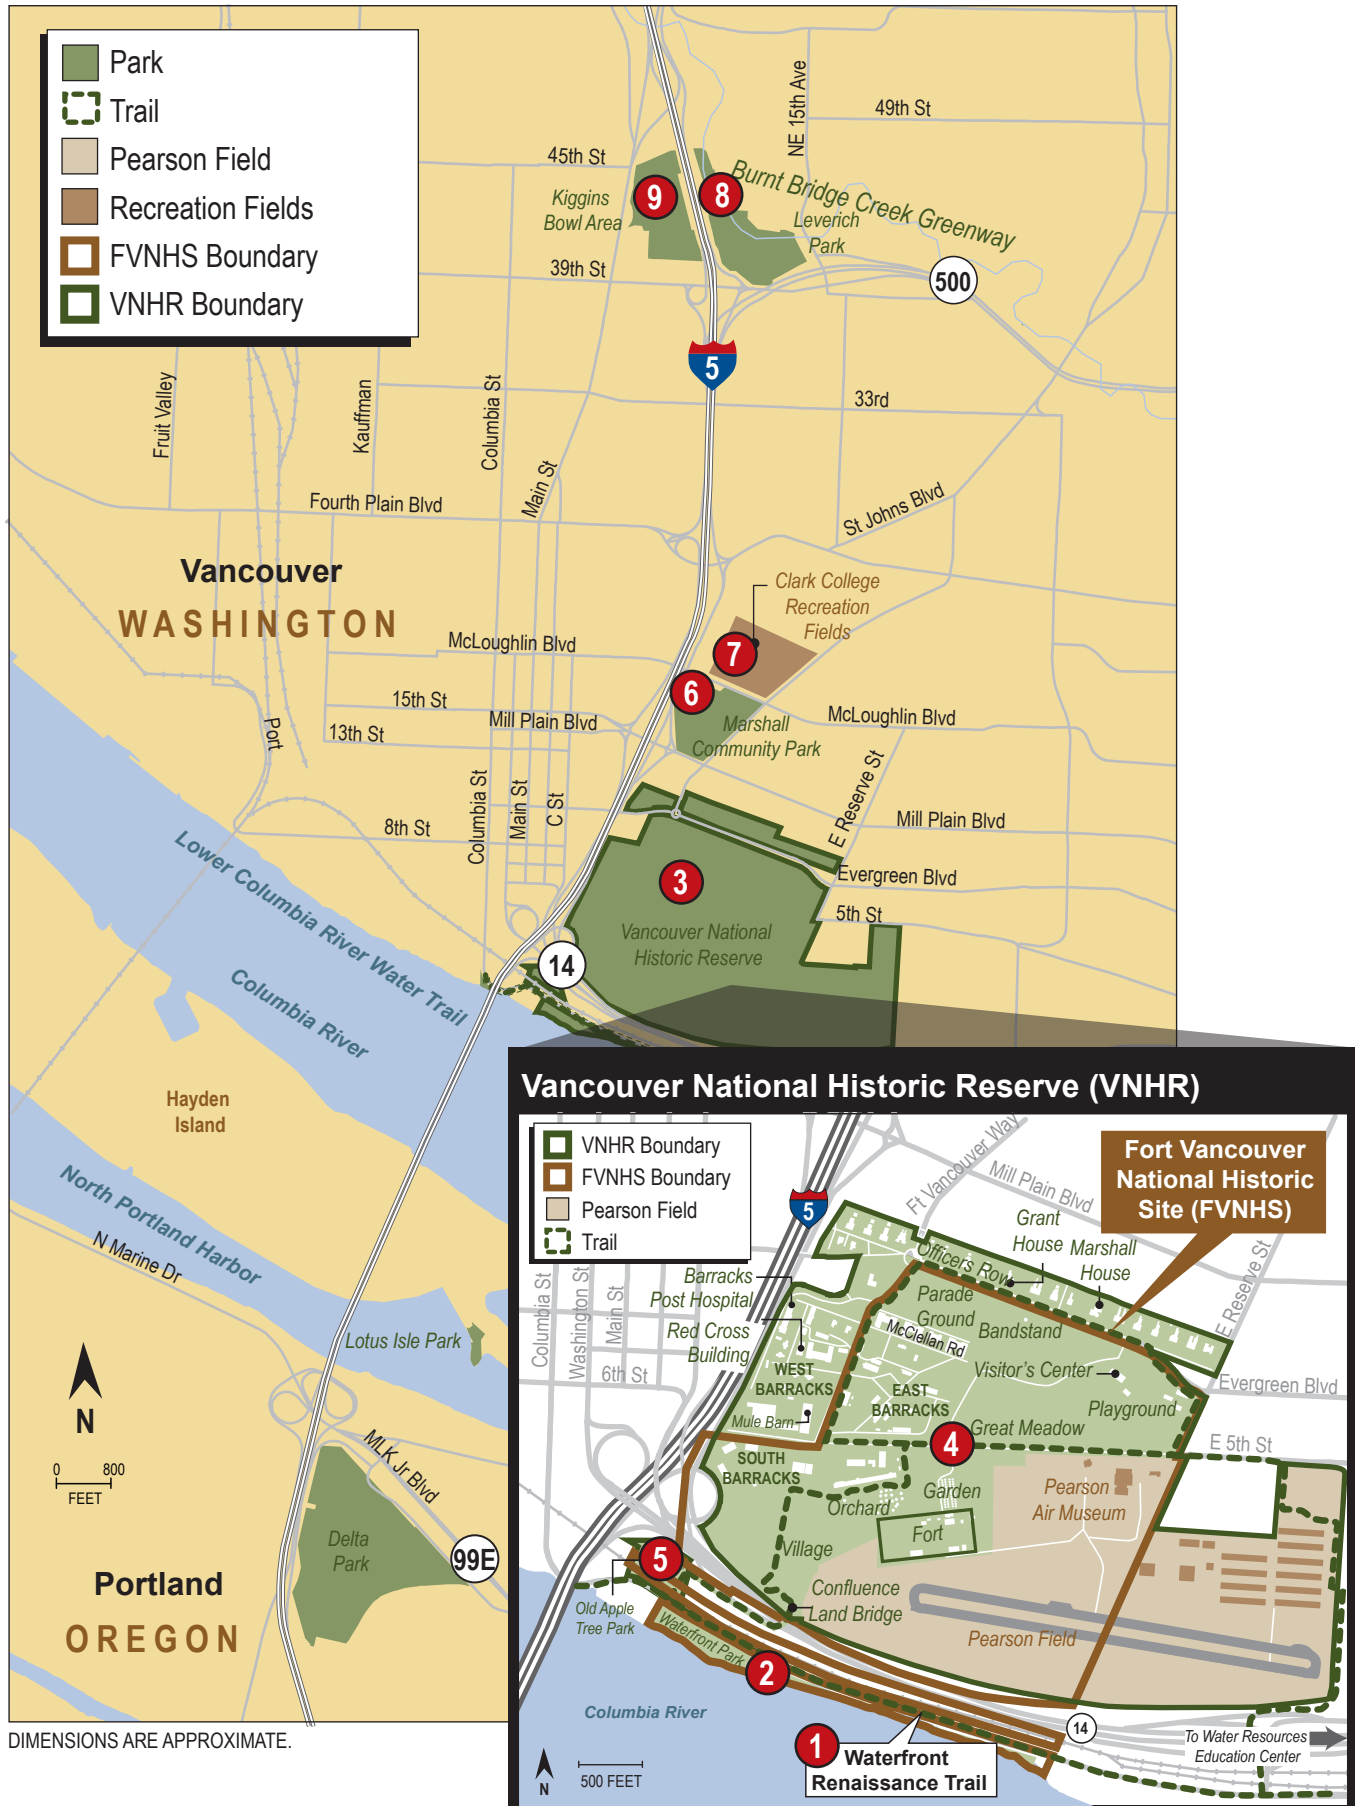 Park
Trail
Pearson Field
Recreation Fields
FVNHS Boundary
VNHR Boundary
45th St
Kiggins
Bowl Area
9
8
NE 15th Ave
49th St
Burnt Bridge Creek Greenway
Leverich
Park
39th St
500
5
Fruit Valley
Kauffman
Columbia St
33rd
Main St
Fourth Plain Blvd
St Johns Blvd
Vancouver
WASHINGTON
Clark College
Recreation
Fields
7
McLoughlin Blvd
6
15th St
Mill Plain Blvd
13th St
Port
Marshall
Community Park
McLoughlin Blvd
E Reserve St
Columbia St
Main St
C St
8th St
Mill Plain Blvd
Evergreen Blvd
5th St
3
Vancouver National
Historic Reserve
14
Lower Columbia River Water Trail
Columbia River
Hayden
Island
North Portland Harbor
N Marine Dr
Lotus Isle Park
N
0 800
FEET
MLK Jr Blvd
Delta
Park
99E
Portland
OREGON
DIMENSIONS ARE APPROXIMATE.
Vancouver National Historic Reserve (VNHR)
VNHR Boundary
FVNHS Boundary
Pearson Field
Trail
5
Ft Vancouver Way
Mill Plain Blvd
Fort Vancouver
National Historic
Site (FVNHS)
Grant
House
Marshall
House
Officers Row
E Reserve St
Barracks
Post Hospital
Red Cross
Building
Parade
Ground
Bandstand
McClellan Rd
Columbia St
Washington St
Main St
6th St
WEST
BARRACKS
EAST
BARRACKS
Visitor's Center
Evergreen Blvd
Playground
Mule Barn
4
Great Meadow
E 5th St
SOUTH
BARRACKS
Garden
Orchard
Pearson
Air Museum
Fort
Village
5
Confluence
Land Bridge
Old Apple
Tree Park
Waterfront Park
Pearson Field
2
Columbia River
14
1
Waterfront
Renaissance Trail
To Water Resources
Education Center
N
500 FEET